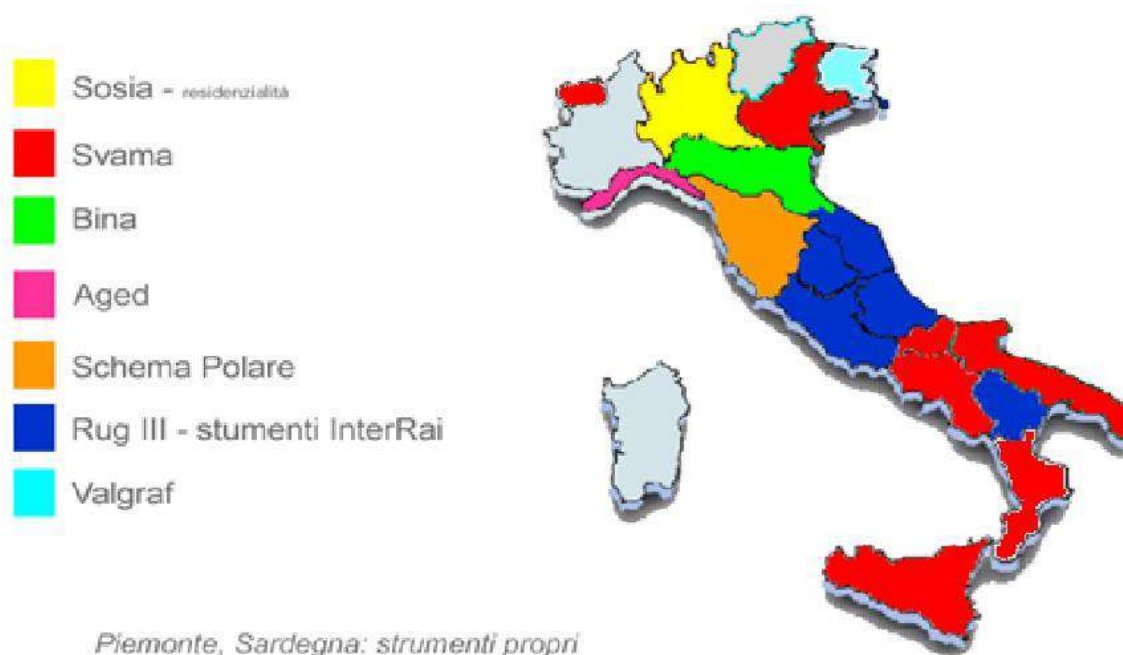 Sosia - residenzialità
Svama
Bina
Aged
Schema Polare
Rug III - stumenti InterRai
Valgraf
Piemonte, Sardegna: strumenti propri